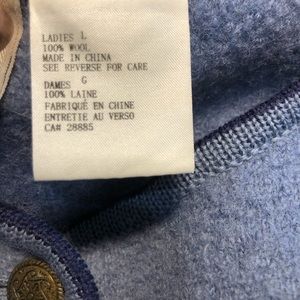 LADIES L
100% WOOL
MADE IN CHINA
SEE REVERSE FOR CARE
DAMES G
100% LAINE
FABRIQUÉ EN CHINE
ENTRETIE AU VERSO
CA# 28885